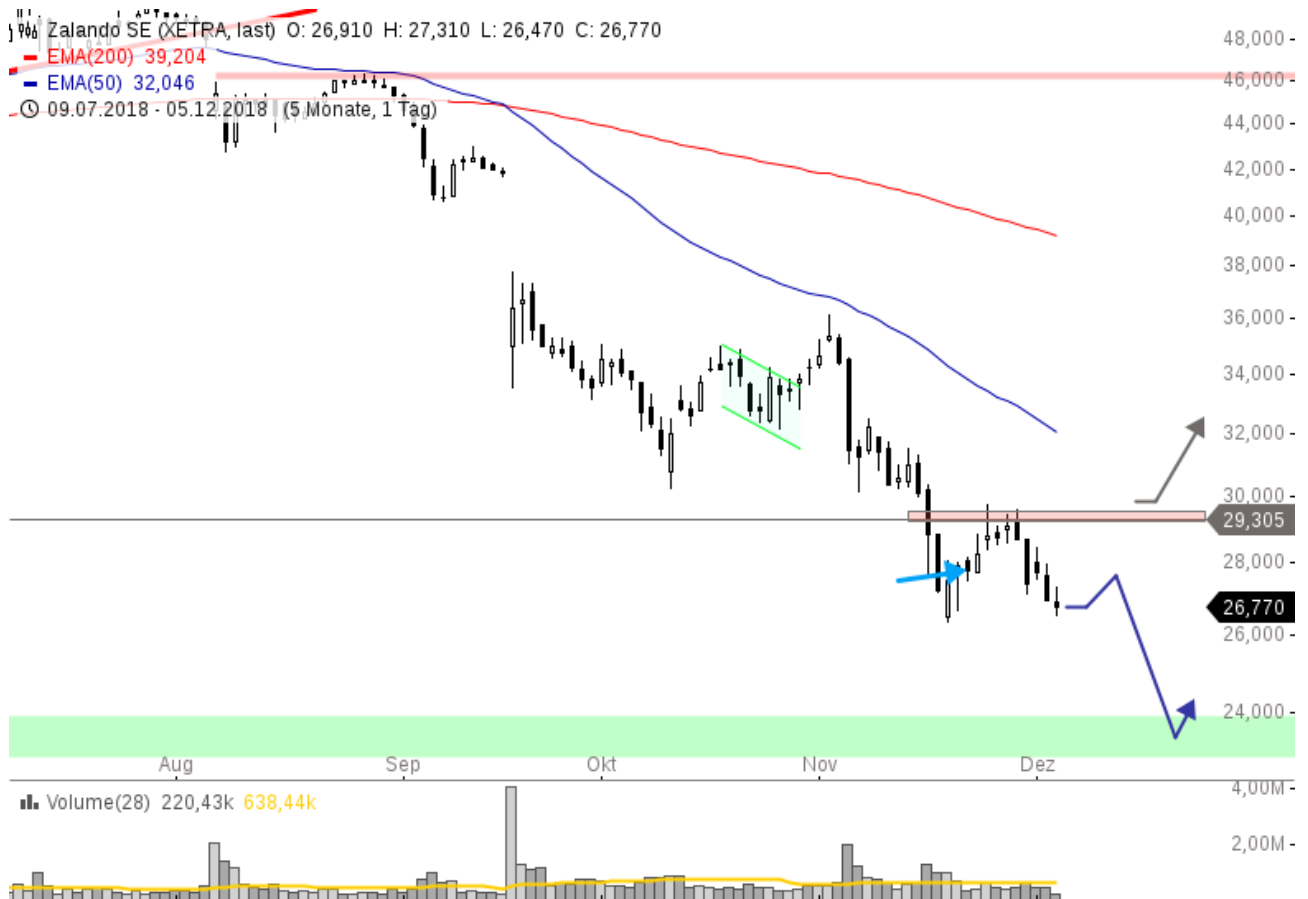 Zalando SE (XETRA, last) O: 26,910 H: 27,310 L: 26,470 C: 26,770
EMA(200) 39,204
EMA(50) 32,046
09.07.2018 - 05.12.2018 (5 Monate, 1 Tag)
48,000
46,000
44,000
42,000
40,000
38,000
36,000
34,000
32,000
30,000
29,305
28,000
26,770
26,000
24,000
Aug Sep Okt Nov Dez
Volume(28) 220,43k 638,44k
4,00M
2,00M